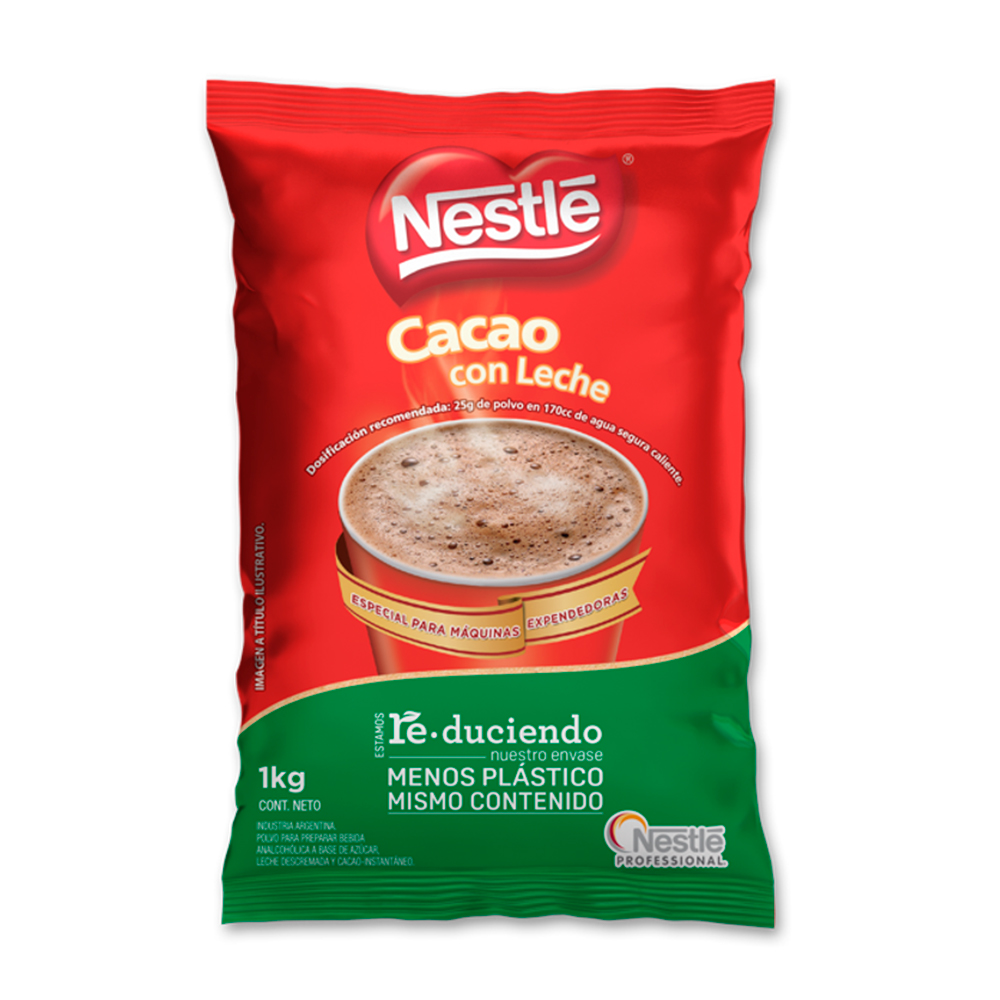 Nestlé®
Cacao
con Leche
Dosificación recomendada: 25g de polvo en 170cc de agua segura caliente.
ESPECIAL PARA MÁQUINAS EXPENDEDORAS
IMAGEN A TÍTULO ILUSTRATIVO.
ESTAMOS
re·duciendo
nuestro envase
MENOS PLÁSTICO
MISMO CONTENIDO
1kg
CONT. NETO
INDUSTRIA ARGENTINA.
POLVO PARA PREPARAR BEBIDA
ANALCOHÓLICA A BASE DE AZÚCAR,
LECHE DESCREMADA Y CACAO-INSTANTÁNEO.
Nestlé
PROFESSIONAL.